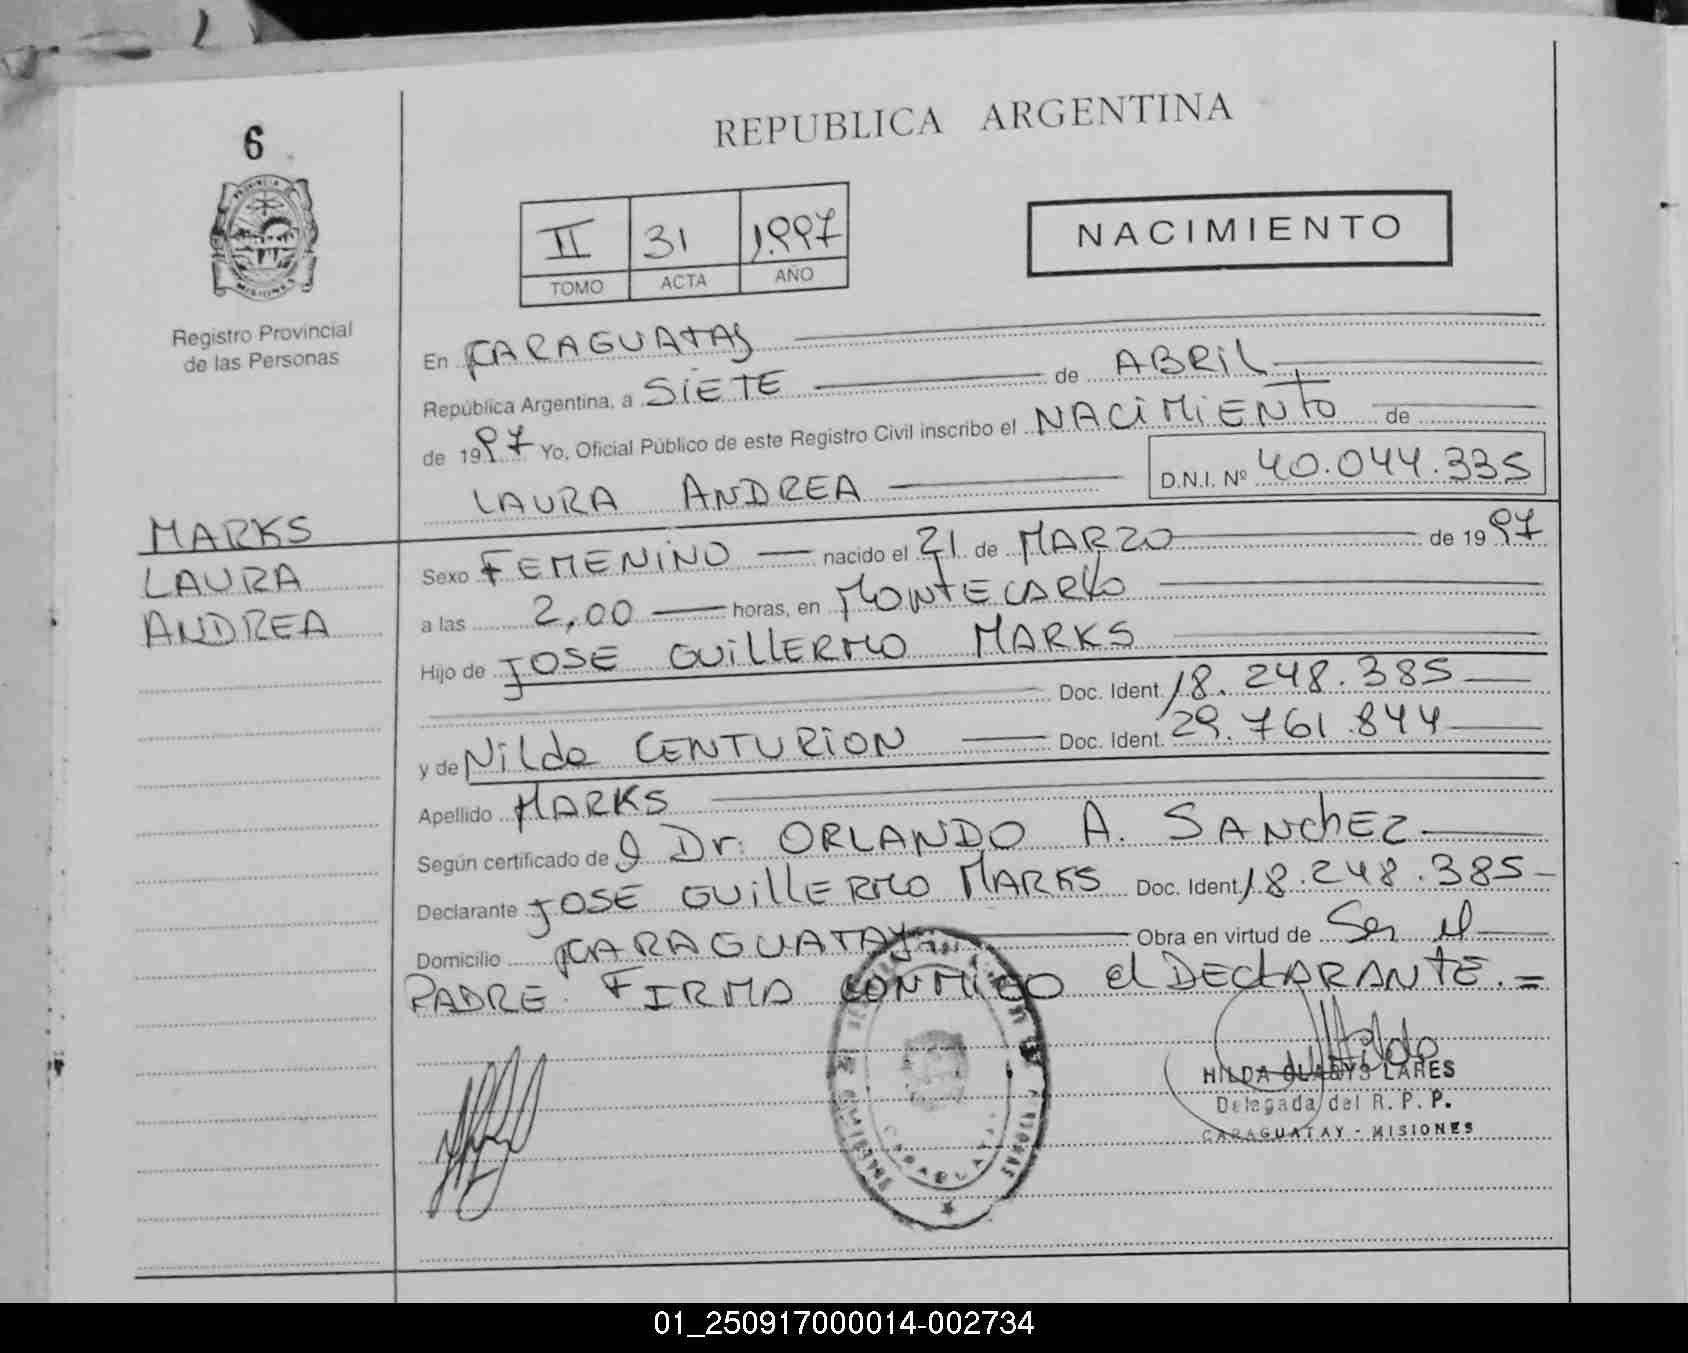 6
REPUBLICA ARGENTINA
II 31 1.997
TOMO ACTA AÑO
NACIMIENTO
PROVINCIA DE
MISIONES
Registro Provincial
de las Personas
En CARAGUATAY
República Argentina, a SIETE de ABRIL
de 1997 Yo, Oficial Público de este Registro Civil inscribo el NACIMIENTO de
LAURA ANDREA D.N.I. Nº 40.044.335
MARKS
LAURA
ANDREA
Sexo FEMENINO nacido el 21 de MARZO de 1997
a las 2,00 horas, en MONTECARLO
Hijo de JOSE GUILLERMO MARKS
Doc. Ident. 18.248.385
y de Nilda CENTURION Doc. Ident. 29.761.844
Apellido MARKS
Según certificado de Dr. ORLANDO A. SANchEZ
Declarante JOSE GUILLERMO MARKS Doc. Ident. 18.248.385
Domicilio CARAGUATAY Obra en virtud de Ser el
PADRE. FIRMA CONMIGO el DECLARANTE.=
CARAGUATAY
HILDA GLADYS LARES
Delegada del R.P.P.
CARAGUATAY - MISIONES
01_250917000014-002734